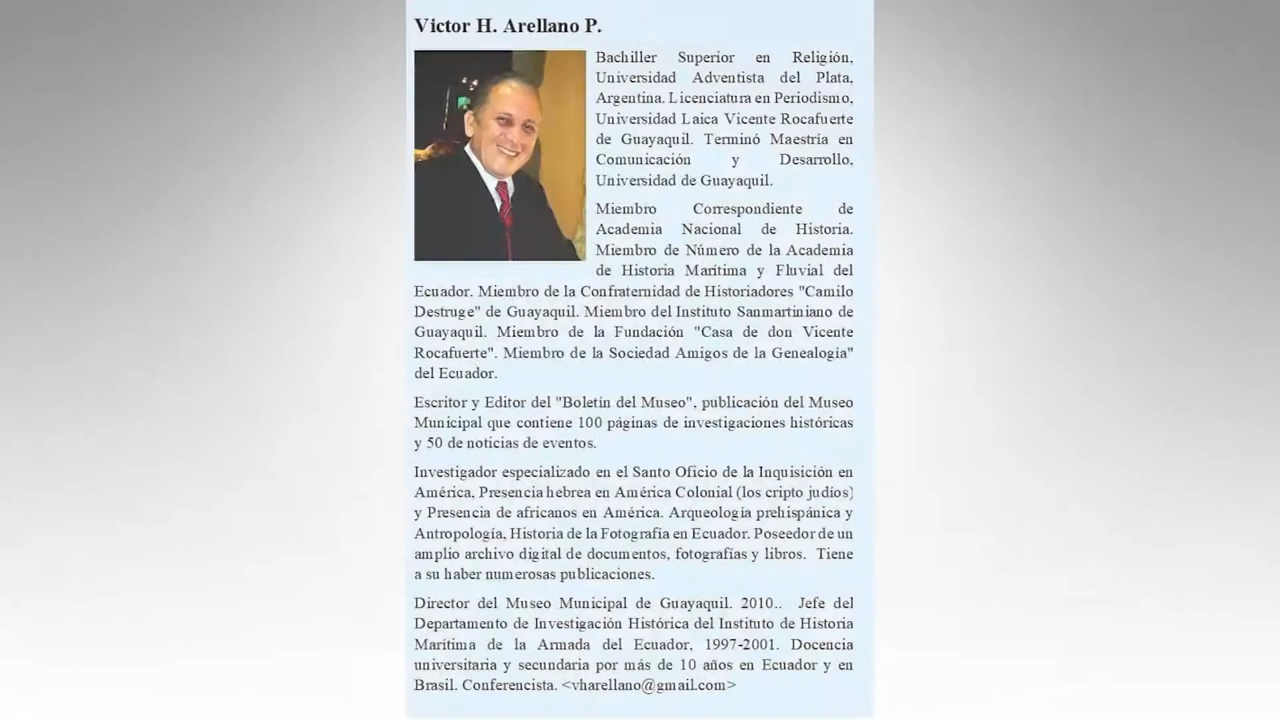 Victor H. Arellano P.
Bachiller Superior en Religión,
Universidad Adventista del Plata,
Argentina. Licenciatura en Periodismo,
Universidad Laica Vicente Rocafuerte
de Guayaquil. Terminó Maestría en
Comunicación y Desarrollo,
Universidad de Guayaquil.
Miembro Correspondiente de
Academia Nacional de Historia.
Miembro de Número de la Academia
de Historia Marítima y Fluvial del
Ecuador. Miembro de la Confraternidad de Historiadores "Camilo
Destruge" de Guayaquil. Miembro del Instituto Sanmartiniano de
Guayaquil. Miembro de la Fundación "Casa de don Vicente
Rocafuerte". Miembro de la Sociedad Amigos de la Genealogía"
del Ecuador.
Escritor y Editor del "Boletín del Museo", publicación del Museo
Municipal que contiene 100 páginas de investigaciones históricas
y 50 de noticias de eventos.
Investigador especializado en el Santo Oficio de la Inquisición en
América, Presencia hebrea en América Colonial (los cripto judíos)
y Presencia de africanos en América. Arqueología prehispánica y
Antropología, Historia de la Fotografía en Ecuador. Poseedor de un
amplio archivo digital de documentos, fotografías y libros. Tiene
a su haber numerosas publicaciones.
Director del Museo Municipal de Guayaquil. 2010.. Jefe del
Departamento de Investigación Histórica del Instituto de Historia
Marítima de la Armada del Ecuador, 1997-2001. Docencia
universitaria y secundaria por más de 10 años en Ecuador y en
Brasil. Conferencista. <vharellano@gmail.com>